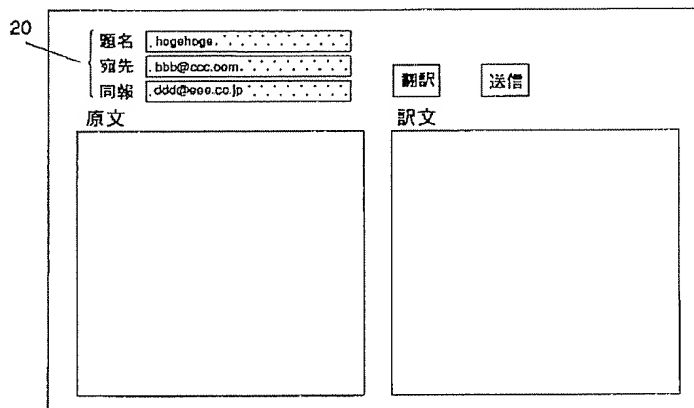 20
題名 hogehoge
宛先 bbb@ccc.com
同報 ddd@eee.co.jp
翻訳 送信
原文 訳文